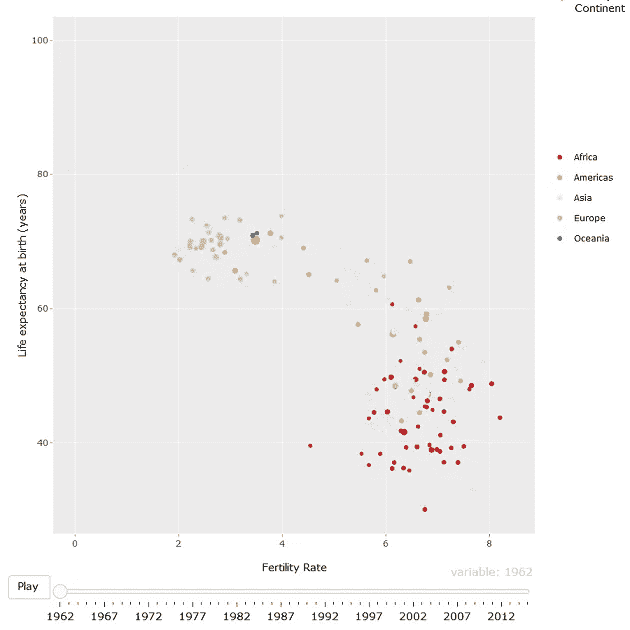 Continent
100
80
60
40
Life expectancy at birth (years)
Africa
Americas
Asia
Europe
Oceania
0 2 4 6 8
Fertility Rate
variable: 1962
Play
1962 1967 1972 1977 1982 1987 1992 1997 2002 2007 2012